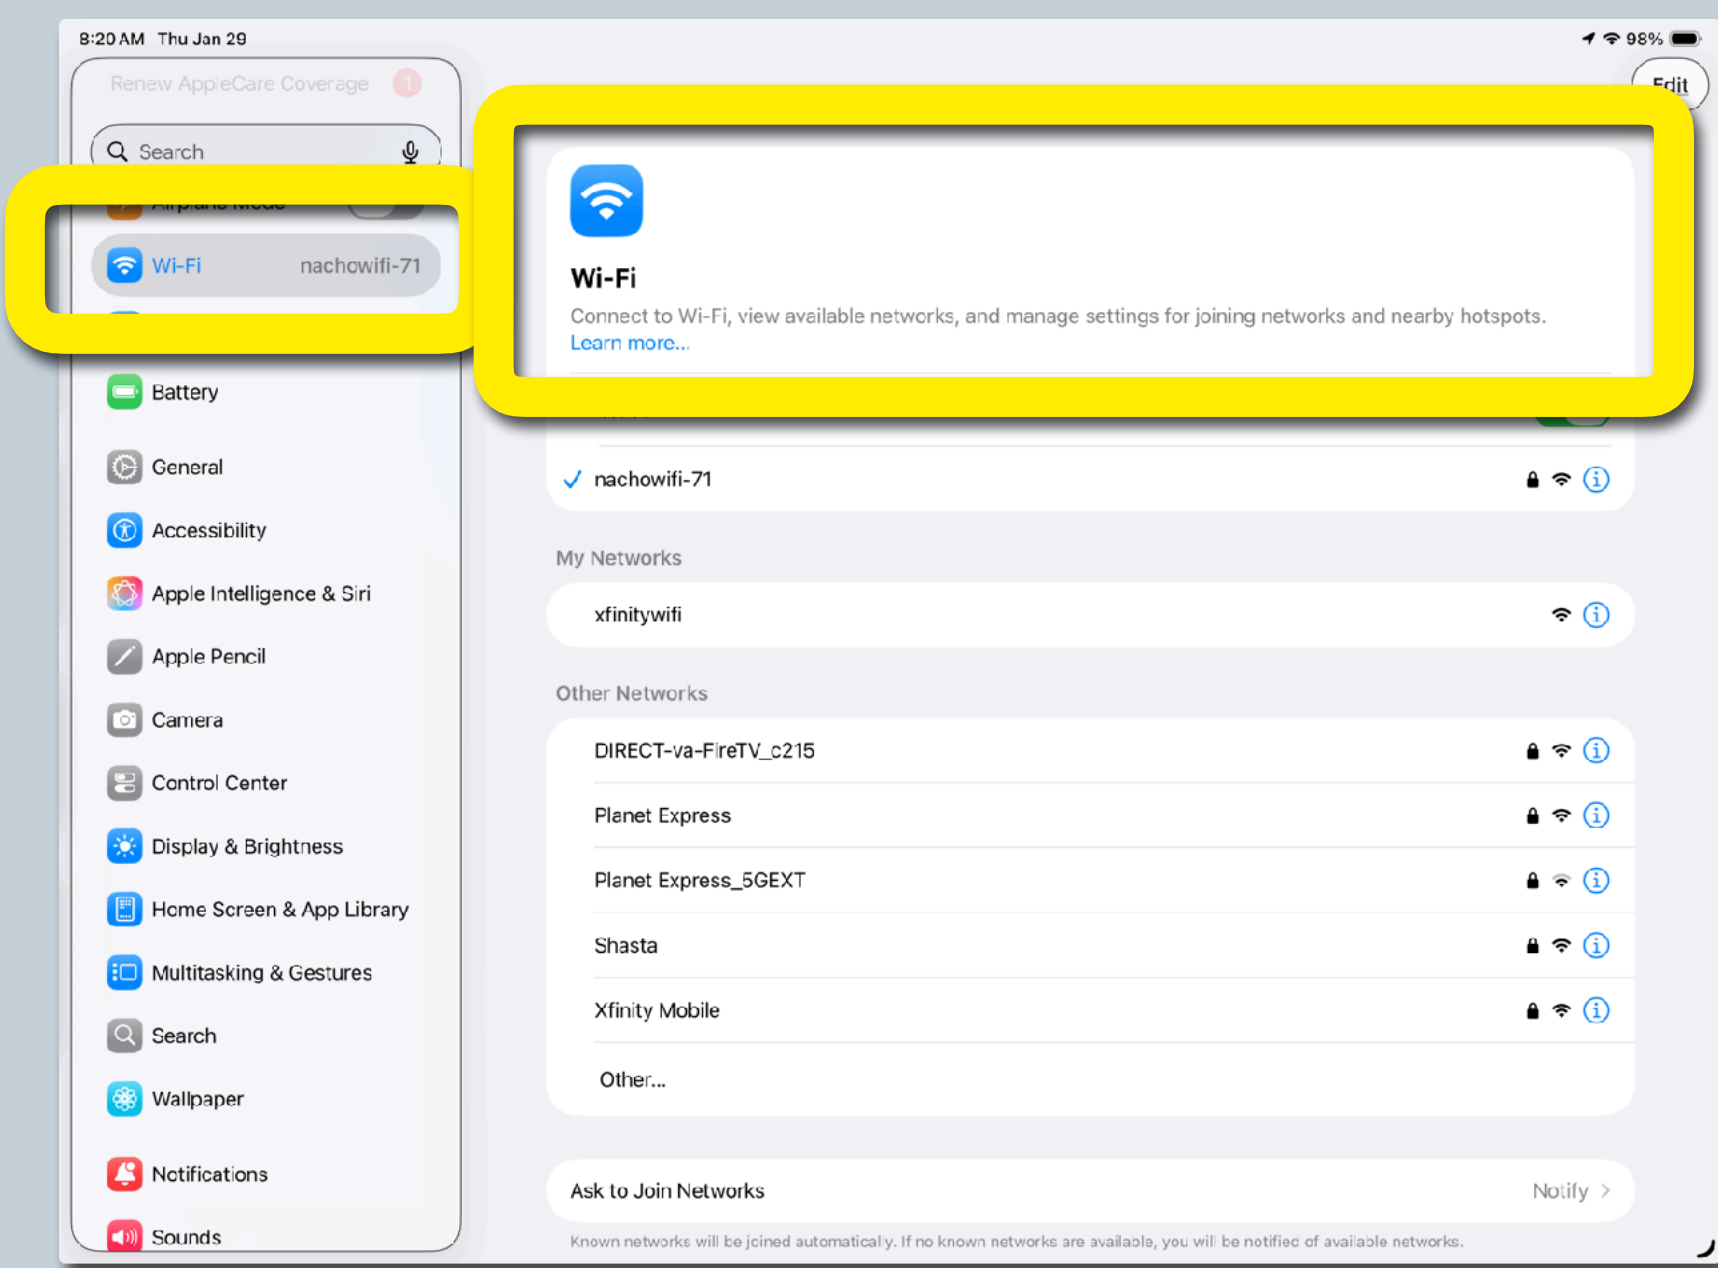 8:20 AM Thu Jan 29
98%
Renew AppleCare Coverage 1
Edit
Search
Airplane Mode
Wi-Fi nachowifi-71
Battery
General
Accessibility
Apple Intelligence & Siri
Apple Pencil
Camera
Control Center
Display & Brightness
Home Screen & App Library
Multitasking & Gestures
Search
Wallpaper
Notifications
Sounds
Wi-Fi
Connect to Wi-Fi, view available networks, and manage settings for joining networks and nearby hotspots.
Learn more...
nachowifi-71
My Networks
xfinitywifi
Other Networks
DIRECT-va-FireTV_c215
Planet Express
Planet Express_5GEXT
Shasta
Xfinity Mobile
Other...
Ask to Join Networks Notify
Known networks will be joined automatically. If no known networks are available, you will be notified of available networks.